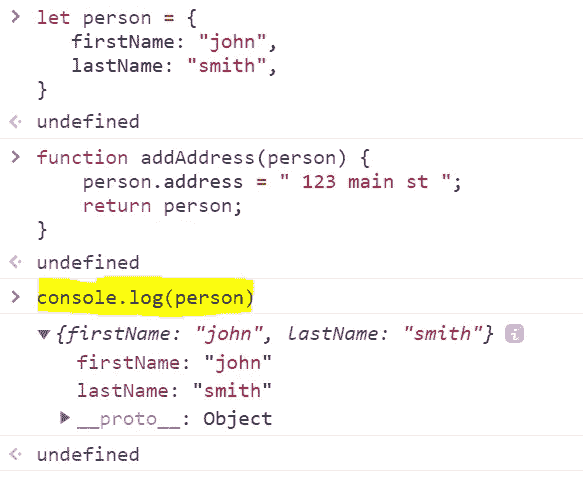 let person = {
firstName: "john",
lastName: "smith",
}
undefined
function addAddress(person) {
person.address = " 123 main st ";
return person;
}
undefined
console.log(person)
{firstName: "john", lastName: "smith"} i
firstName: "john"
lastName: "smith"
__proto__: Object
undefined